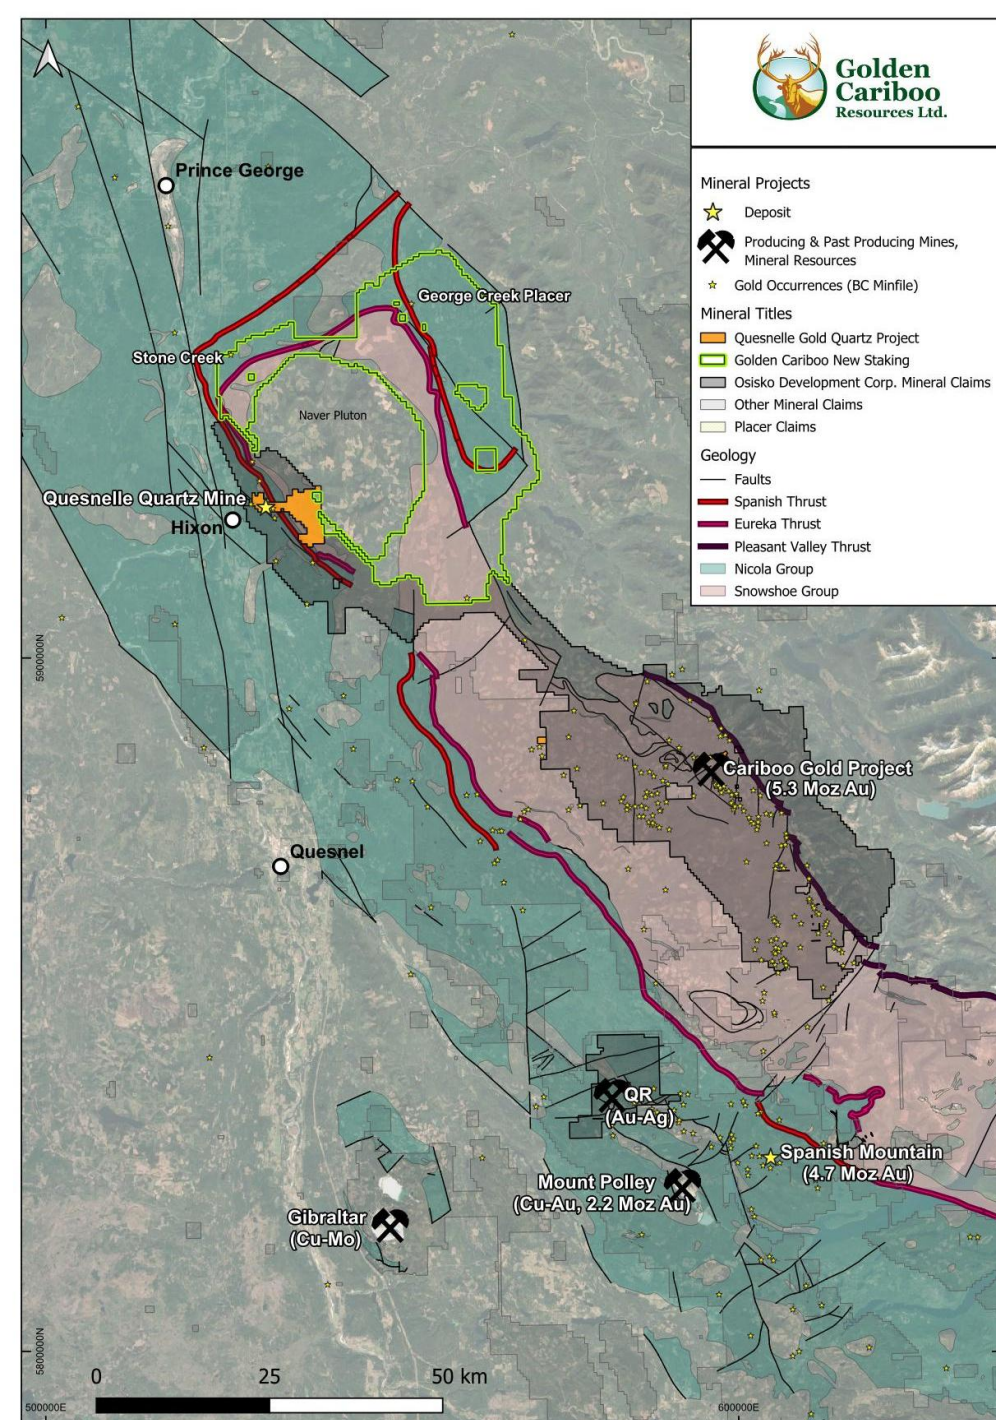 Golden
Cariboo
Resources Ltd.
Mineral Projects
Deposit
Producing & Past Producing Mines,
Mineral Resources
Gold Occurrences (BC Minfile)
Mineral Titles
Quesnelle Gold Quartz Project
Golden Cariboo New Staking
Osisko Development Corp. Mineral Claims
Other Mineral Claims
Placer Claims
Geology
Faults
Spanish Thrust
Eureka Thrust
Pleasant Valley Thrust
Nicola Group
Snowshoe Group
Prince George
George Creek Placer
Stone Creek
Naver Pluton
Quesnelle Quartz Mine
Hixon
5900000N
Cariboo Gold Project
(5.3 Moz Au)
Quesnel
QR
(Au-Ag)
Spanish Mountain
(4.7 Moz Au)
Mount Polley
(Cu-Au, 2.2 Moz Au)
Gibraltar
(Cu-Mo)
5800000N
0 25 50 km
500000E 600000E